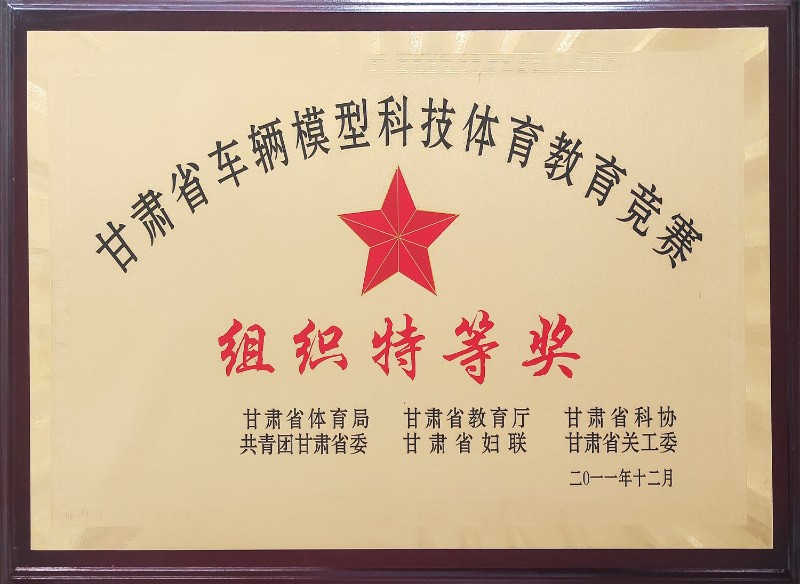 甘肃省车辆模型科技体育教育竞赛
组织特等奖
甘肃省体育局 甘肃省教育厅 甘肃省科协
共青团甘肃省委 甘肃省妇联 甘肃省关工委
二〇一一年十二月